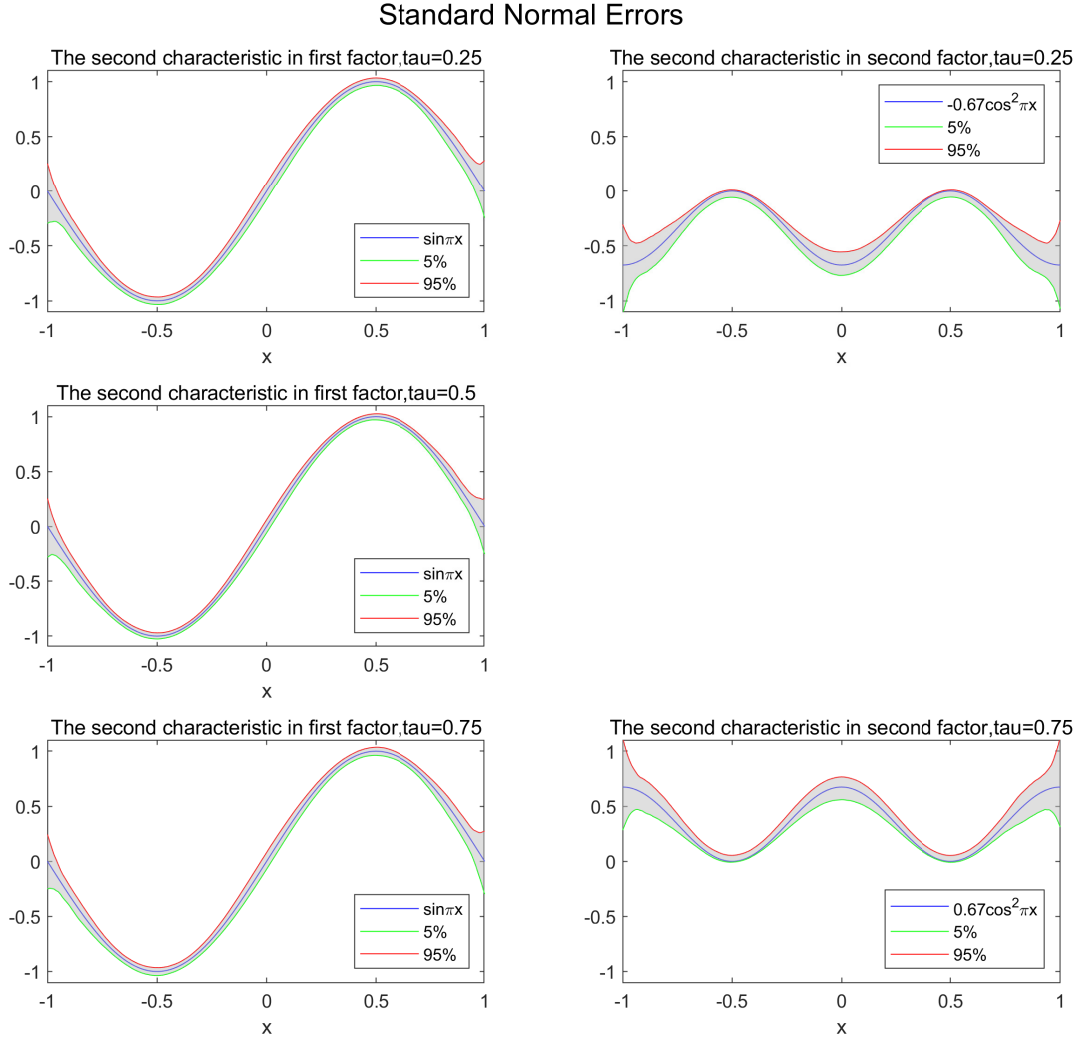 Standard Normal Errors
The second characteristic in first factor,tau=0.25
1
0.5
0
-0.5
-1
sinπx
5%
95%
-1 -0.5 0 0.5 1
x
The second characteristic in second factor,tau=0.25
1
0.5
0
-0.5
-1
-0.67cos²πx
5%
95%
-1 -0.5 0 0.5 1
x
The second characteristic in first factor,tau=0.5
1
0.5
0
-0.5
-1
sinπx
5%
95%
-1 -0.5 0 0.5 1
x
The second characteristic in first factor,tau=0.75
1
0.5
0
-0.5
-1
sinπx
5%
95%
-1 -0.5 0 0.5 1
x
The second characteristic in second factor,tau=0.75
1
0.5
0
-0.5
-1
0.67cos²πx
5%
95%
-1 -0.5 0 0.5 1
x